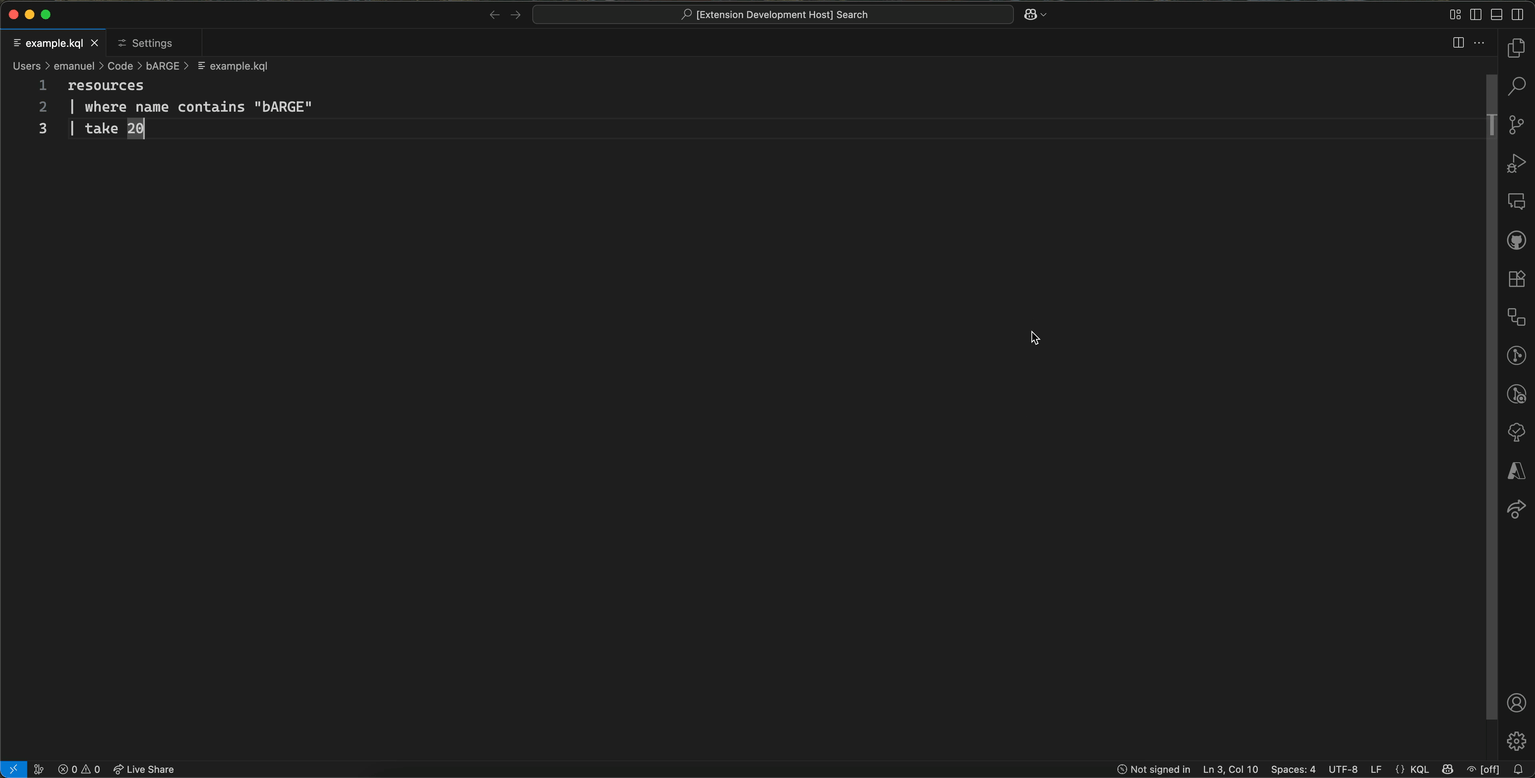 [Extension Development Host] Search
example.kql
Settings
Users > emanuel > Code > bARGE > example.kql
1 resources
2 | where name contains "bARGE"
3 | take 20
0 0 Live Share
Not signed in Ln 3, Col 10 Spaces: 4 UTF-8 LF {} KQL [off]